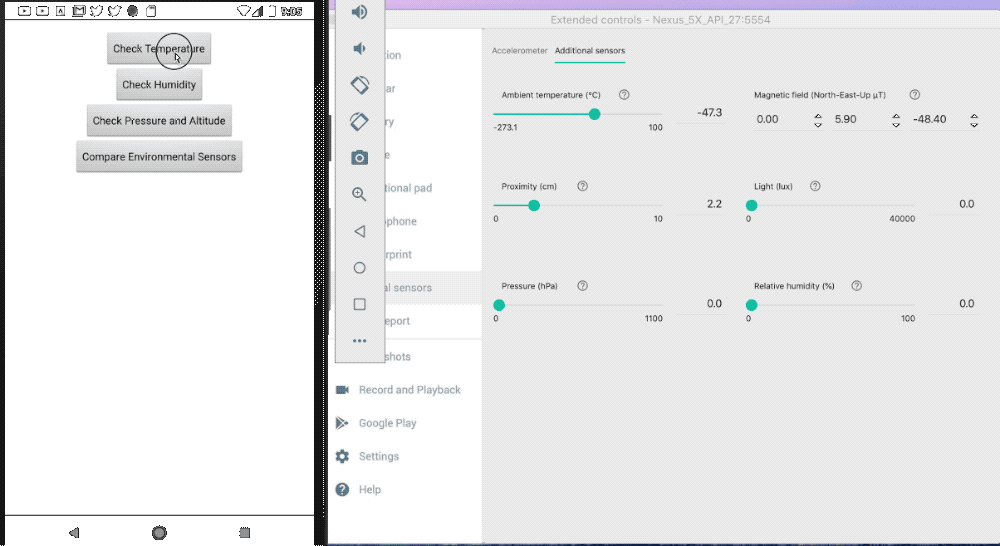 9:05
Check Temperature
Check Humidity
Check Pressure and Altitude
Compare Environmental Sensors
Extended controls - Nexus_5X_API_27:5554
tion
ar
ry
e
tional pad
ophone
rprint
al sensors
eport
shots
Record and Playback
Google Play
Settings
Help
Accelerometer Additional sensors
Ambient temperature (°C) ?
-273.1 100 -47.3
Magnetic field (North-East-Up µT) ?
0.00 5.90 -48.40
Proximity (cm) ?
0 10 2.2
Light (lux) ?
0 40000 0.0
Pressure (hPa) ?
0 1100 0.0
Relative humidity (%) ?
0 100 0.0